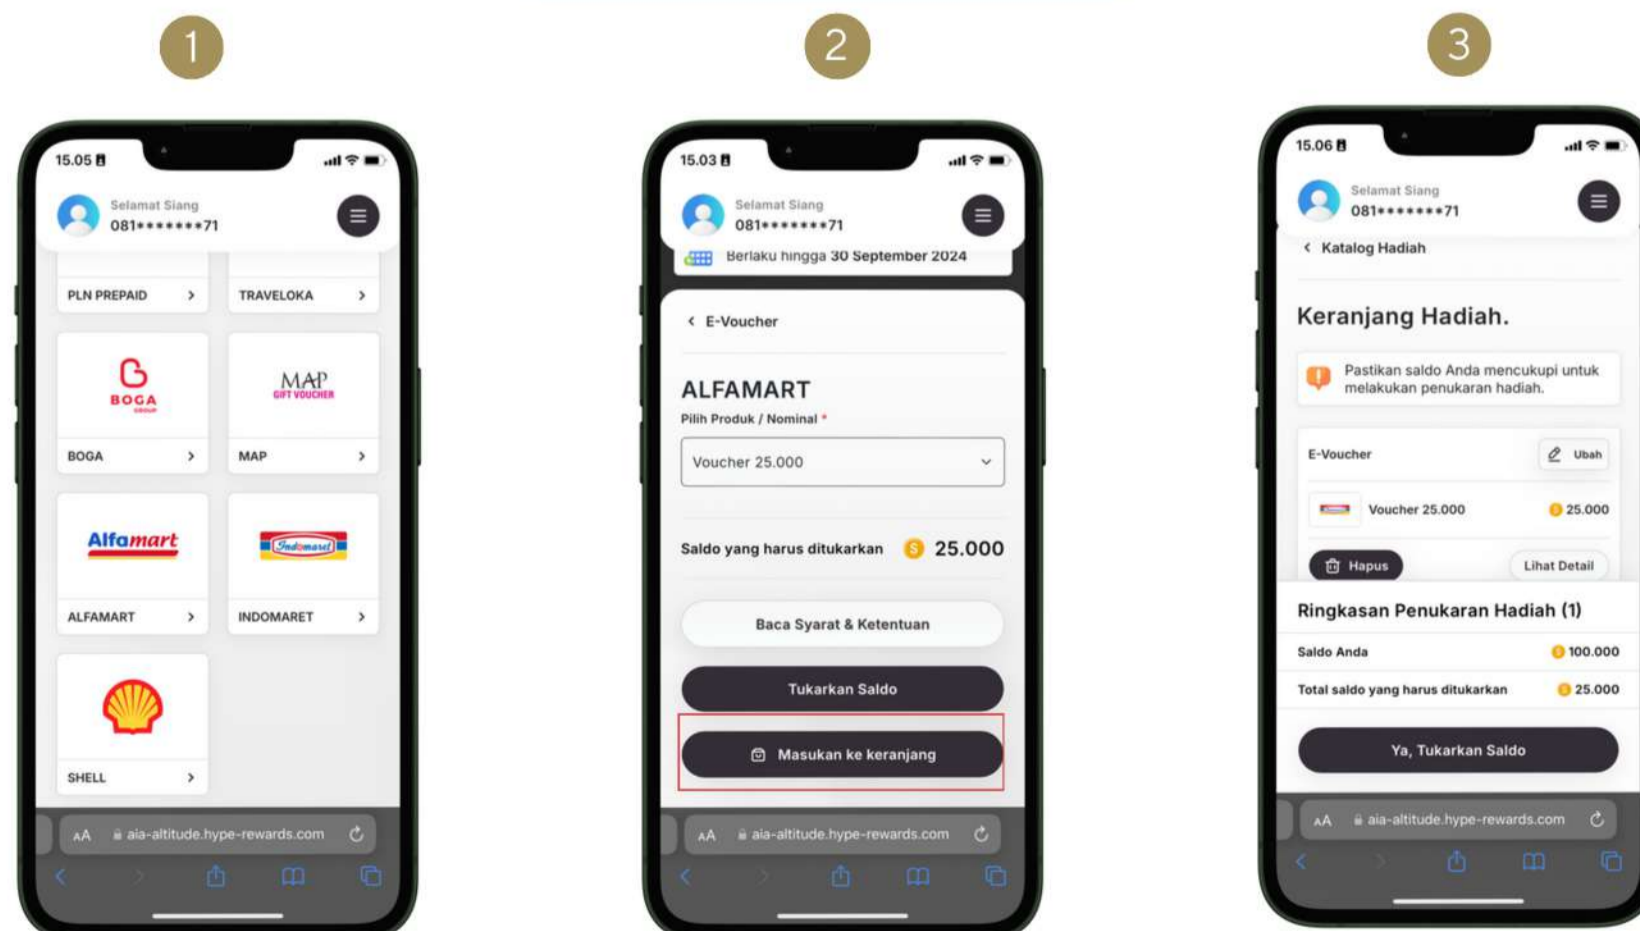 1
15.05
Selamat Siang
081*******71
PLN PREPAID
TRAVELOKA
BOGA
GROUP
MAP
GIFT VOUCHER
BOGA
MAP
Alfamart
Indomaret
ALFAMART
INDOMARET
SHELL
AA aia-altitude.hype-rewards.com
2
15.03
Selamat Siang
081*******71
Berlaku hingga 30 September 2024
E-Voucher
ALFAMART
Pilih Produk / Nominal *
Voucher 25.000
Saldo yang harus ditukarkan S 25.000
Baca Syarat & Ketentuan
Tukarkan Saldo
Masukan ke keranjang
AA aia-altitude.hype-rewards.com
3
15.06
Selamat Siang
081*******71
Katalog Hadiah
Keranjang Hadiah.
Pastikan saldo Anda mencukupi untuk
melakukan penukaran hadiah.
E-Voucher
Ubah
Voucher 25.000 S 25.000
Hapus
Lihat Detail
Ringkasan Penukaran Hadiah (1)
Saldo Anda S 100.000
Total saldo yang harus ditukarkan S 25.000
Ya, Tukarkan Saldo
AA aia-altitude.hype-rewards.com